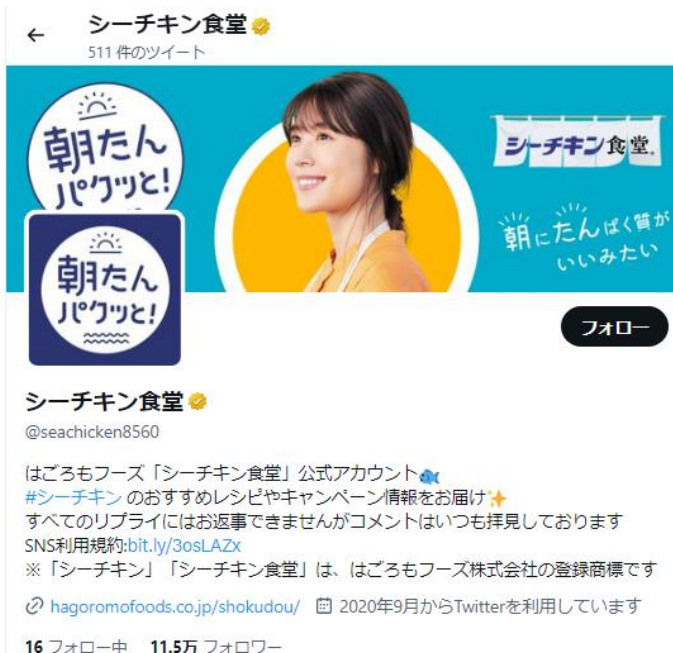 シーチキン食堂
511 件のツイート
朝たん
パクッと!
シーチキン食堂®
朝にたんぱく質が
いいみたい
朝たん
パクッと!
フォロー
シーチキン食堂
@seachicken8560
はごろもフーズ「シーチキン食堂」公式アカウント
#シーチキン のおすすめレシピやキャンペーン情報をお届け
すべてのリプライにはお返事できませんがコメントはいつも拝見しております
SNS利用規約:bit.ly/3osLAZx
※「シーチキン」「シーチキン食堂」は、はごろもフーズ株式会社の登録商標です
hagoromofoods.co.jp/shokudou/ 2020年9月からTwitterを利用しています
16 フォロー中 11.5万 フォロワー